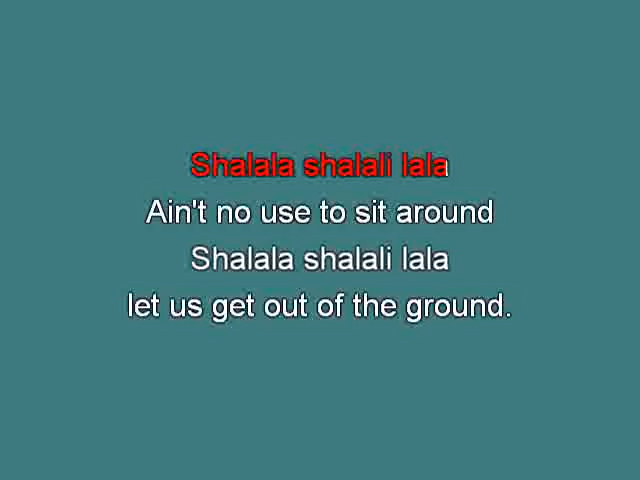 Shalala shalali lala
Ain't no use to sit around
Shalala shalali lala
let us get out of the ground.